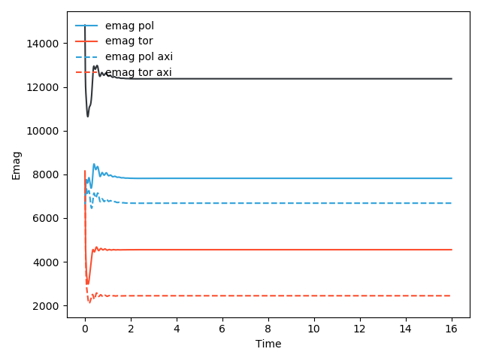 emag pol
emag tor
emag pol axi
emag tor axi
14000
12000
10000
8000
6000
4000
2000
Emag
0 2 4 6 8 10 12 14 16
Time